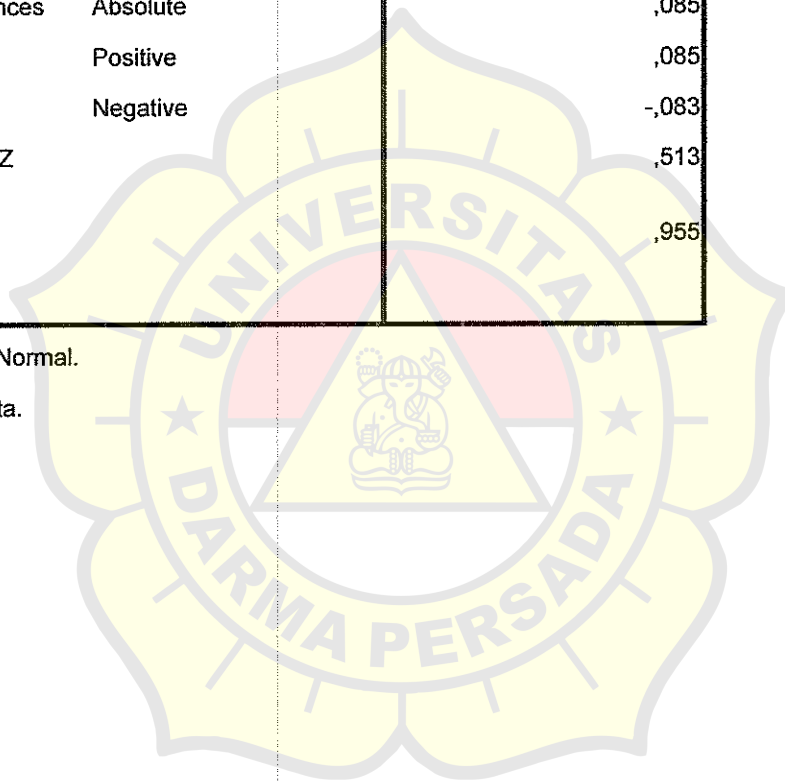 nces Absolute ,085
Positive ,085
Negative -,083
Z ,513
,955
Normal.
ta.
UNIVERSITAS
DARMA PERSADA